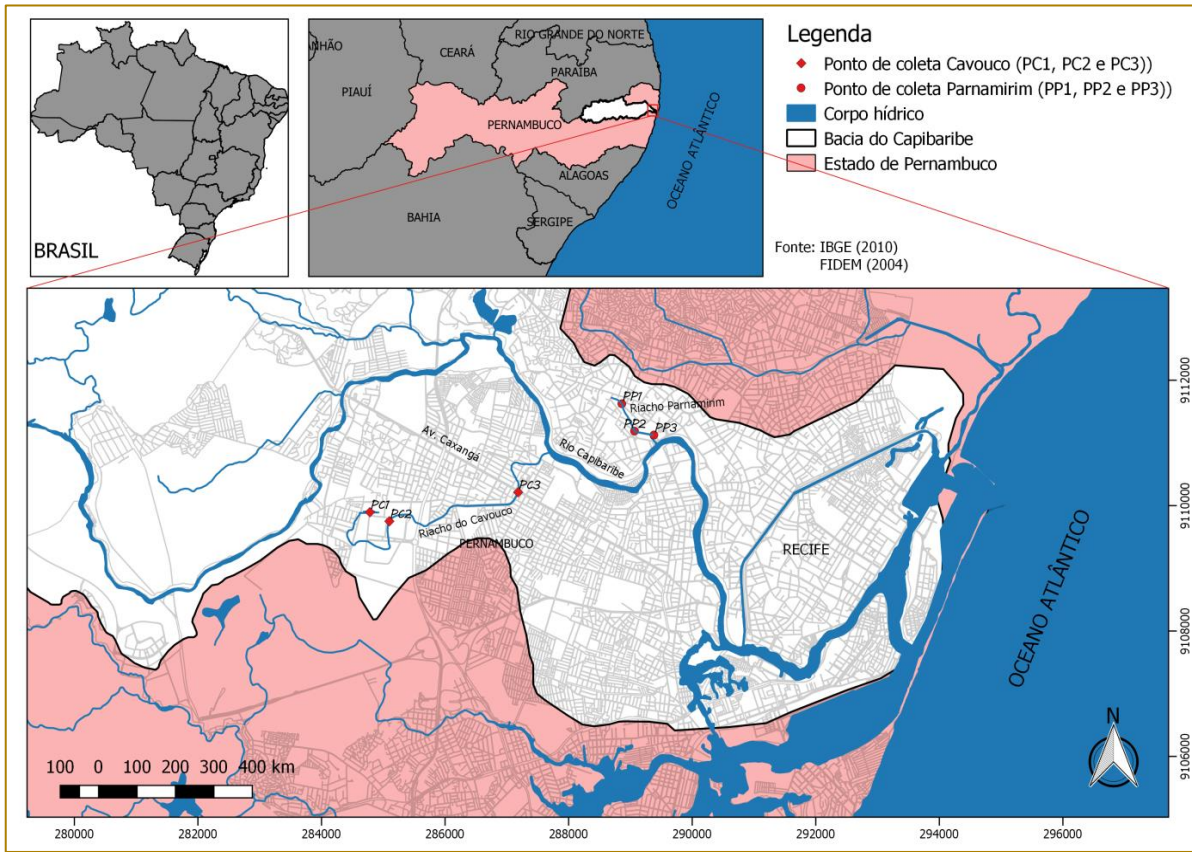 BRASIL
ANHÃO
CEARÁ
RIO GRANDE DO NORTE
PARAÍBA
PIAUÍ
PERNAMBUCO
ALAGOAS
BAHIA
SERGIPE
OCEANO ATLÂNTICO
Legenda
Ponto de coleta Cavouco (PC1, PC2 e PC3))
Ponto de coleta Parnamirim (PP1, PP2 e PP3))
Corpo hídrico
Bacia do Capibaribe
Estado de Pernambuco
Fonte: IBGE (2010)
FIDEM (2004)
PP1
Riacho Parnamirim
PP2
PP3
Av. Caxangá
Rio Capibaribe
PC3
PC1
PC2
Riacho do Cavouco
PERNAMBUCO
RECIFE
OCEANO ATLÂNTICO
N
100 0 100 200 300 400 km
9112000
9110000
9108000
9106000
280000 282000 284000 286000 288000 290000 292000 294000 296000